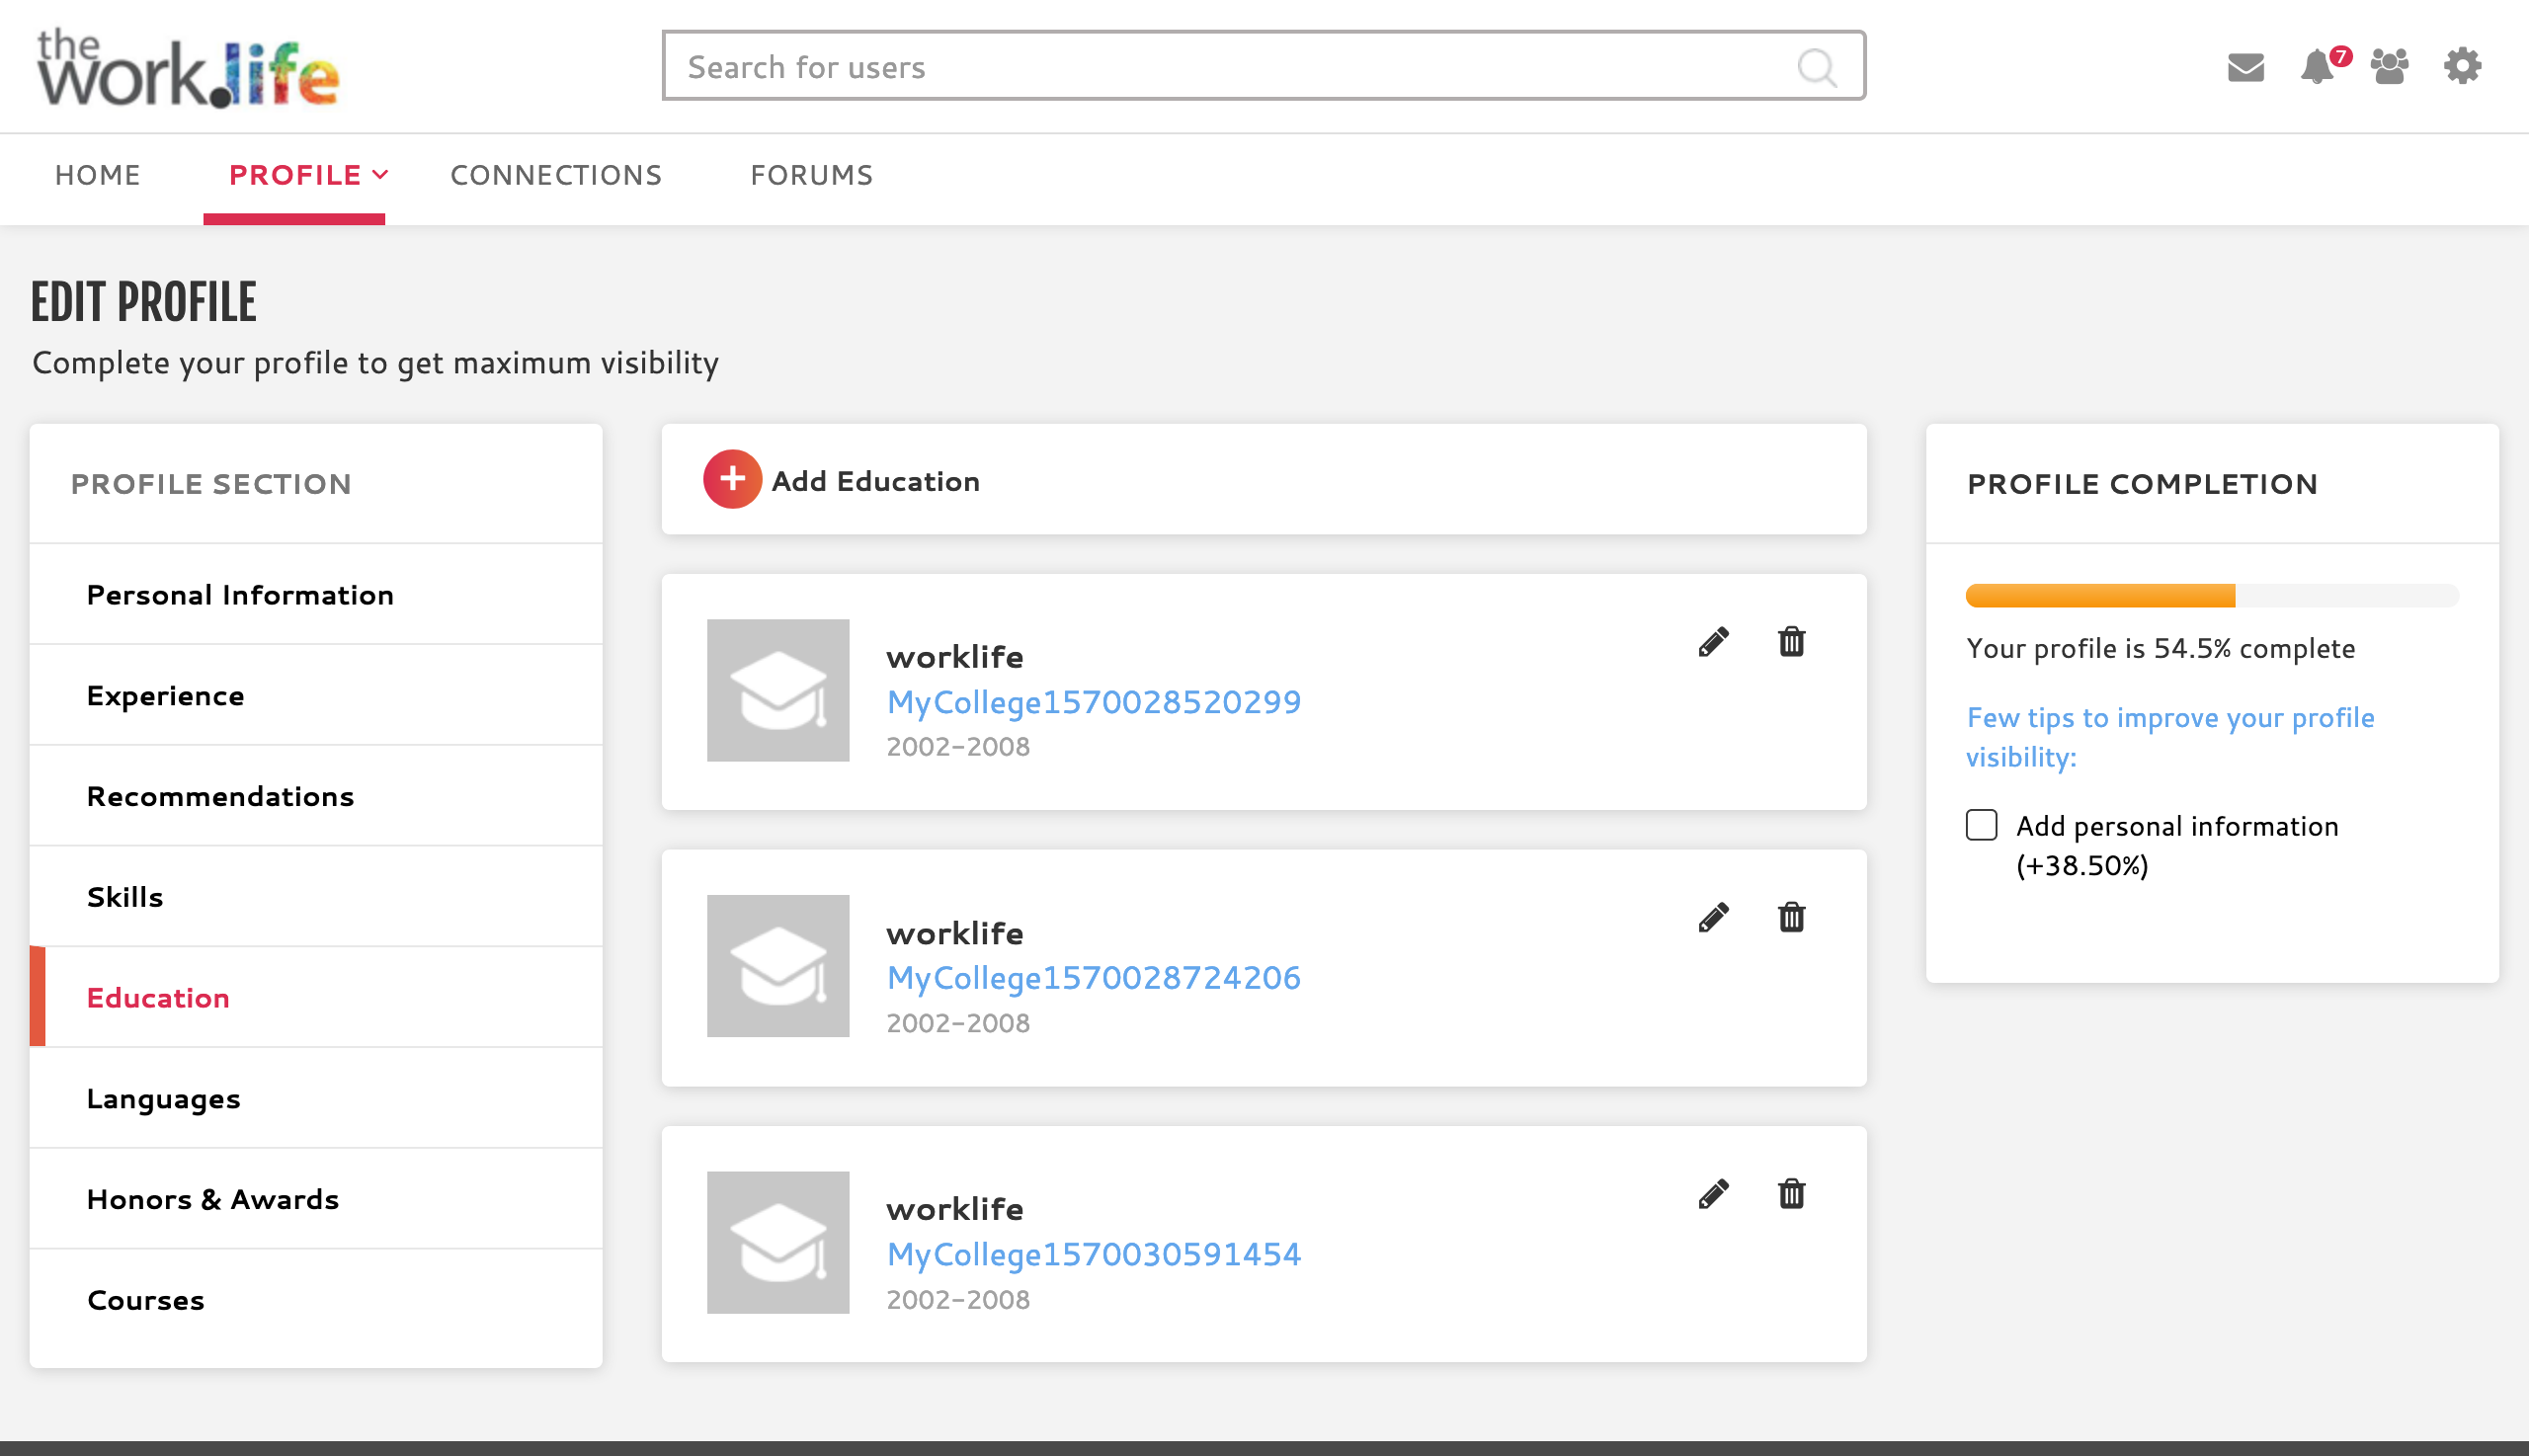 the
work.life
Search for users
7
HOME
PROFILE
CONNECTIONS
FORUMS
EDIT PROFILE
Complete your profile to get maximum visibility
PROFILE SECTION
Personal Information
Experience
Recommendations
Skills
Education
Languages
Honors & Awards
Courses
Add Education
worklife
MyCollege1570028520299
2002-2008
worklife
MyCollege1570028724206
2002-2008
worklife
MyCollege1570030591454
2002-2008
PROFILE COMPLETION
Your profile is 54.5% complete
Few tips to improve your profile
visibility:
Add personal information
(+38.50%)